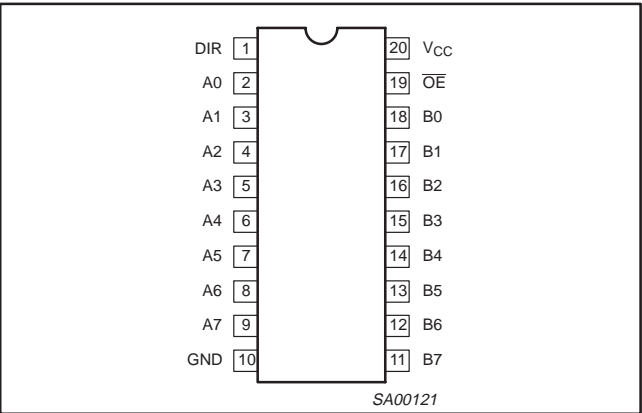 DIR 1 20 VCC
A0 2 19 OE
A1 3 18 B0
A2 4 17 B1
A3 5 16 B2
A4 6 15 B3
A5 7 14 B4
A6 8 13 B5
A7 9 12 B6
GND 10 11 B7
SA00121